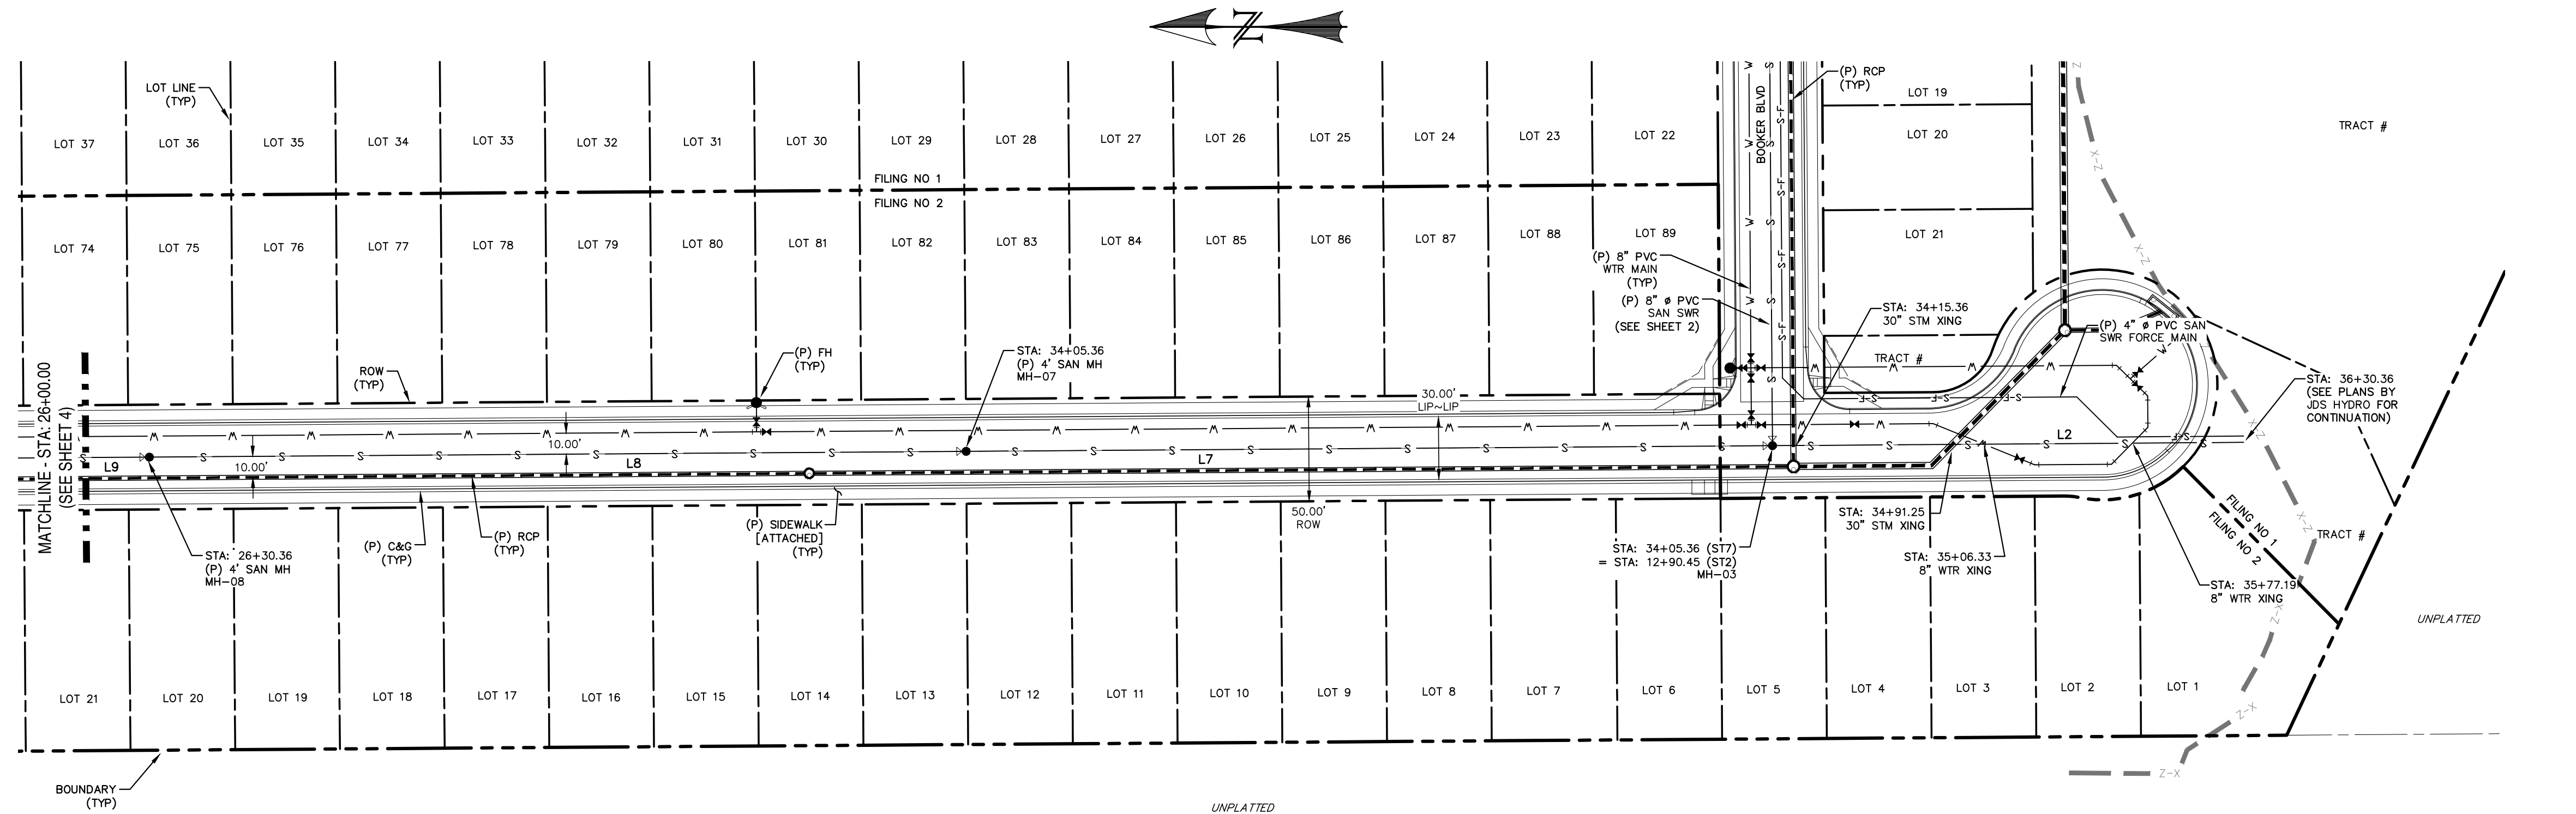 N
LOT LINE
(TYP)
LOT 37
LOT 36
LOT 35
LOT 34
LOT 33
LOT 32
LOT 31
LOT 30
LOT 29
LOT 28
LOT 27
LOT 26
LOT 25
LOT 24
LOT 23
LOT 22
BOOKER BLVD
(P) RCP
(TYP)
LOT 19
LOT 20
LOT 21
TRACT #
FILING NO 1
FILING NO 2
LOT 74
LOT 75
LOT 76
LOT 77
LOT 78
LOT 79
LOT 80
LOT 81
LOT 82
LOT 83
LOT 84
LOT 85
LOT 86
LOT 87
LOT 88
LOT 89
(P) 8" PVC
WTR MAIN
(TYP)
(P) 8" ø PVC
SAN SWR
(SEE SHEET 2)
STA: 34+15.36
30" STM XING
(P) 4" ø PVC SAN
SWR FORCE MAIN
TRACT #
STA: 36+30.36
(SEE PLANS BY
JDS HYDRO FOR
CONTINUATION)
MATCHLINE - STA: 26+00.00
(SEE SHEET 4)
ROW
(TYP)
(P) FH
(TYP)
STA: 34+05.36
(P) 4' SAN MH
MH-07
30.00'
LIP~LIP
10.00'
10.00'
L9
L8
L7
L2
STA: 26+30.36
(P) 4' SAN MH
MH-08
(P) C&G
(TYP)
(P) RCP
(TYP)
(P) SIDEWALK
[ATTACHED]
(TYP)
50.00'
ROW
STA: 34+05.36 (ST7)
= STA: 12+90.45 (ST2)
MH-03
STA: 34+91.25
30" STM XING
STA: 35+06.33
8" WTR XING
STA: 35+77.19
8" WTR XING
FILING NO 1
FILING NO 2
TRACT #
UNPLATTED
LOT 21
LOT 20
LOT 19
LOT 18
LOT 17
LOT 16
LOT 15
LOT 14
LOT 13
LOT 12
LOT 11
LOT 10
LOT 9
LOT 8
LOT 7
LOT 6
LOT 5
LOT 4
LOT 3
LOT 2
LOT 1
BOUNDARY
(TYP)
UNPLATTED